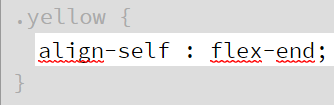 .yellow {
align-self : flex-end;
}